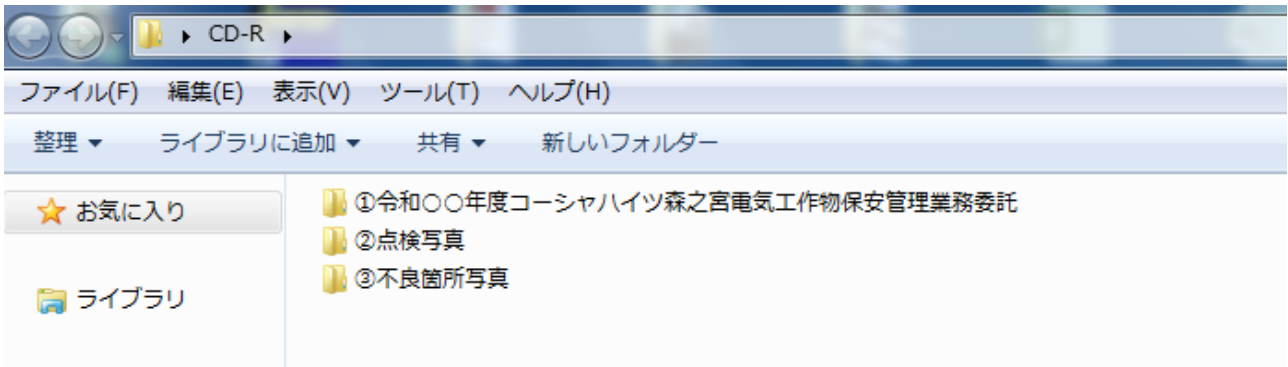 CD-R
ファイル(F) 編集(E) 表示(V) ツール(T) ヘルプ(H)
整理 ライブラリに追加 共有 新しいフォルダー
お気に入り
ライブラリ
①令和○○年度コーシャハイツ森之宮電気工作物保安管理業務委託
②点検写真
③不良箇所写真